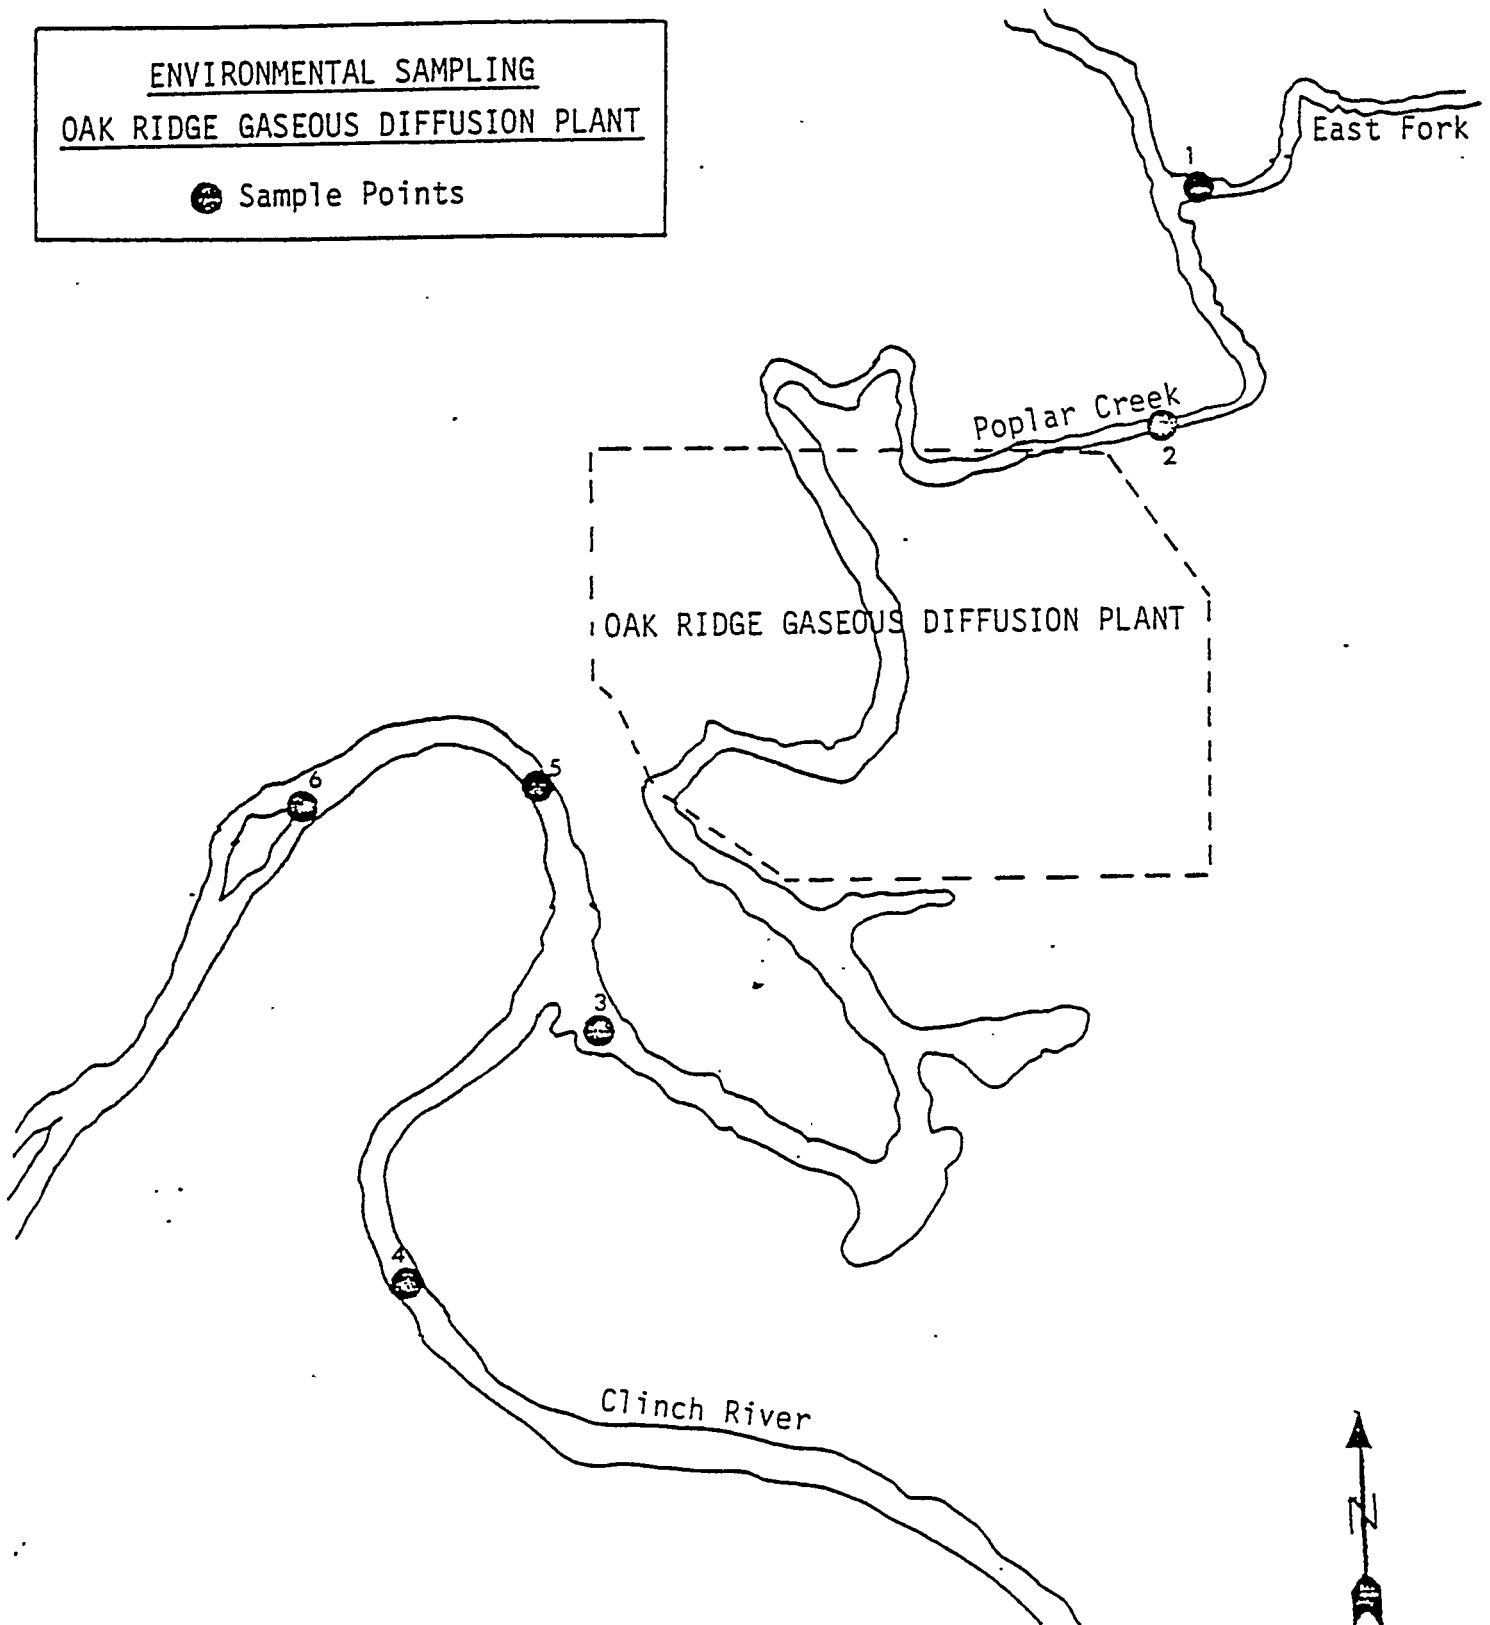 ENVIRONMENTAL SAMPLING
OAK RIDGE GASEOUS DIFFUSION PLANT
Sample Points
East Fork
1
Poplar Creek
2
OAK RIDGE GASEOUS DIFFUSION PLANT
5
6
3
4
Clinch River
N